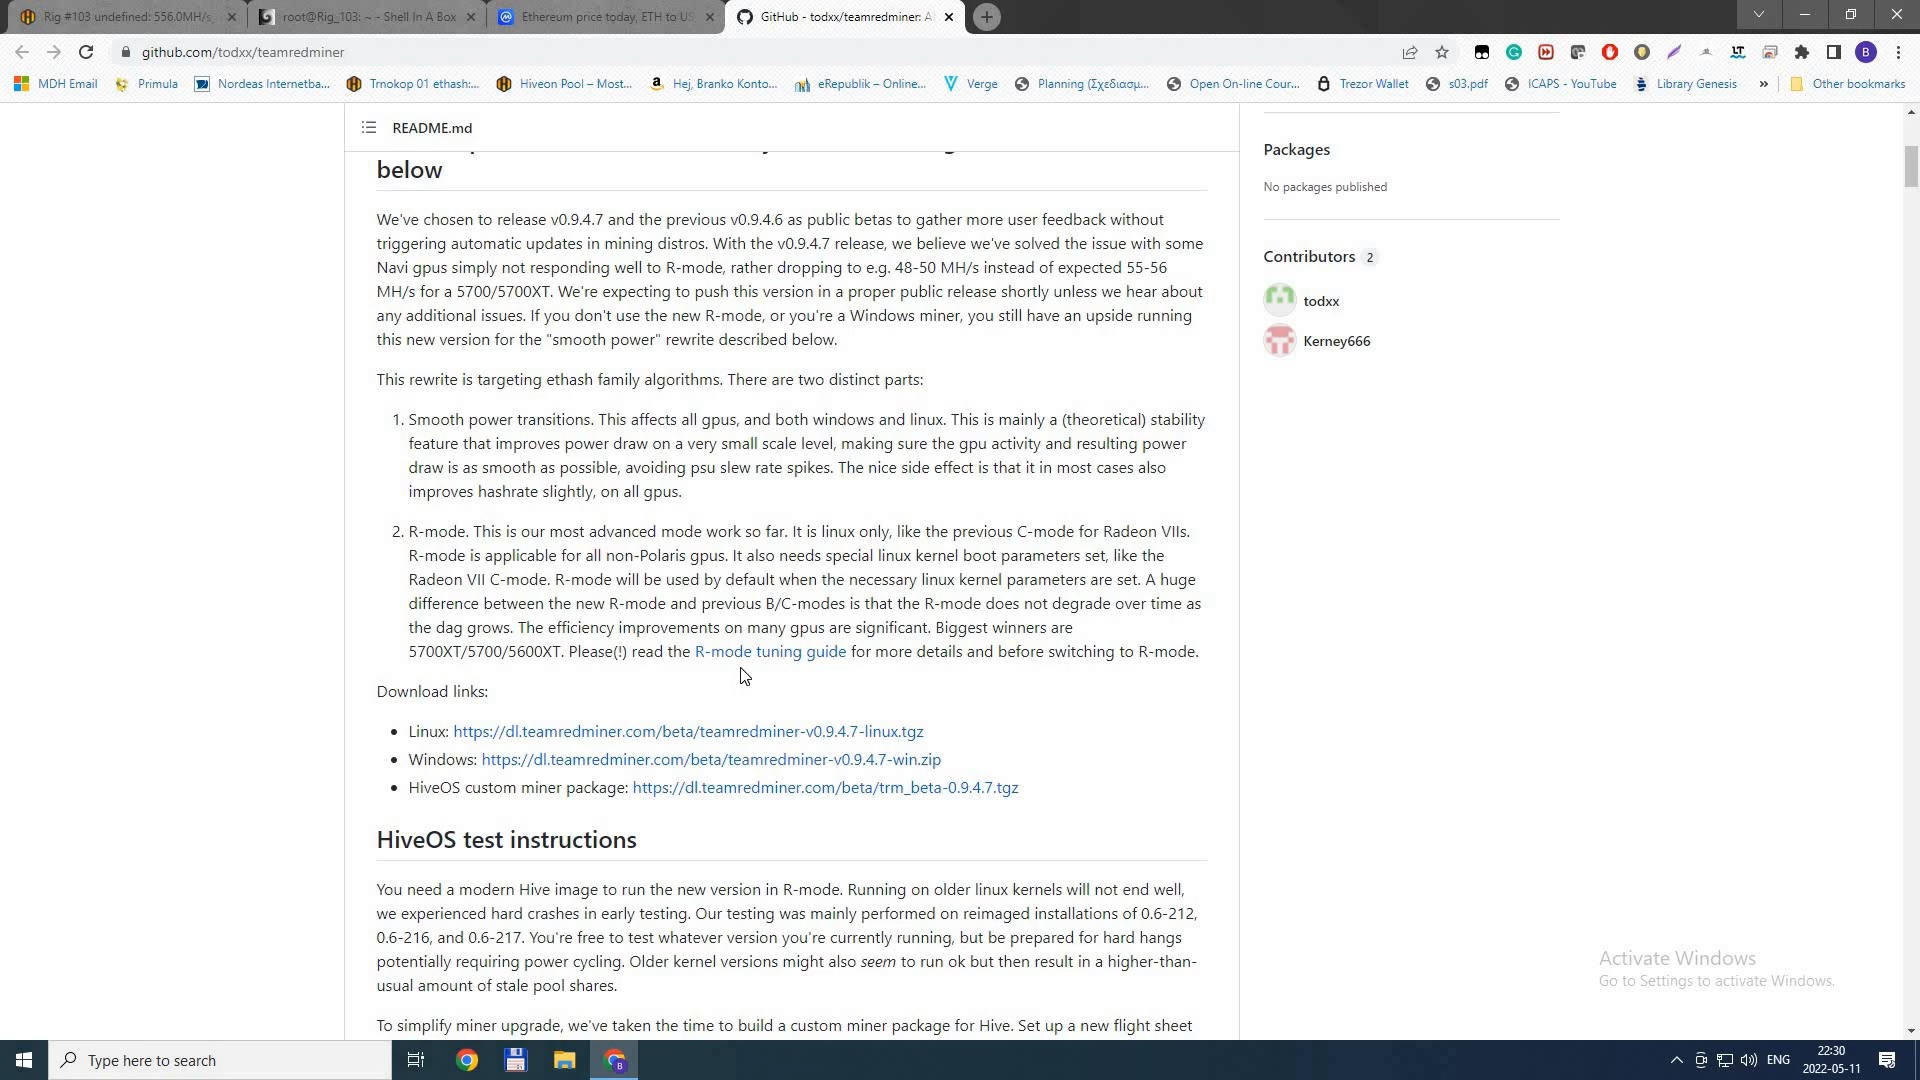 Rig #103 undefined: 556.0MH/s,
root@Rig_103: ~ - Shell In A Box
Ethereum price today, ETH to US
GitHub - todxx/teamredminer: A
github.com/todxx/teamredminer
B
MDH Email
Primula
Nordeas Internetba...
Trnokop 01 ethash:...
Hiveon Pool – Most...
Hej, Branko Konto...
eRepublik – Online...
Verge
Planning (Σχεδιασμ...
Open On-line Cour...
Trezor Wallet
s03.pdf
ICAPS - YouTube
Library Genesis
»
Other bookmarks
README.md
below
We've chosen to release v0.9.4.7 and the previous v0.9.4.6 as public betas to gather more user feedback without
triggering automatic updates in mining distros. With the v0.9.4.7 release, we believe we've solved the issue with some
Navi gpus simply not responding well to R-mode, rather dropping to e.g. 48-50 MH/s instead of expected 55-56
MH/s for a 5700/5700XT. We're expecting to push this version in a proper public release shortly unless we hear about
any additional issues. If you don't use the new R-mode, or you're a Windows miner, you still have an upside running
this new version for the "smooth power" rewrite described below.
This rewrite is targeting ethash family algorithms. There are two distinct parts:
1. Smooth power transitions. This affects all gpus, and both windows and linux. This is mainly a (theoretical) stability
feature that improves power draw on a very small scale level, making sure the gpu activity and resulting power
draw is as smooth as possible, avoiding psu slew rate spikes. The nice side effect is that it in most cases also
improves hashrate slightly, on all gpus.
2. R-mode. This is our most advanced mode work so far. It is linux only, like the previous C-mode for Radeon VIIs.
R-mode is applicable for all non-Polaris gpus. It also needs special linux kernel boot parameters set, like the
Radeon VII C-mode. R-mode will be used by default when the necessary linux kernel parameters are set. A huge
difference between the new R-mode and previous B/C-modes is that the R-mode does not degrade over time as
the dag grows. The efficiency improvements on many gpus are significant. Biggest winners are
5700XT/5700/5600XT. Please(!) read the R-mode tuning guide for more details and before switching to R-mode.
Download links:
• Linux: https://dl.teamredminer.com/beta/teamredminer-v0.9.4.7-linux.tgz
• Windows: https://dl.teamredminer.com/beta/teamredminer-v0.9.4.7-win.zip
• HiveOS custom miner package: https://dl.teamredminer.com/beta/trm_beta-0.9.4.7.tgz
HiveOS test instructions
You need a modern Hive image to run the new version in R-mode. Running on older linux kernels will not end well,
we experienced hard crashes in early testing. Our testing was mainly performed on reimaged installations of 0.6-212,
0.6-216, and 0.6-217. You're free to test whatever version you're currently running, but be prepared for hard hangs
potentially requiring power cycling. Older kernel versions might also seem to run ok but then result in a higher-than-
usual amount of stale pool shares.
To simplify miner upgrade, we've taken the time to build a custom miner package for Hive. Set up a new flight sheet
Packages
No packages published
Contributors 2
todxx
Kerney666
Activate Windows
Go to Settings to activate Windows.
Type here to search
ENG
22:30
2022-05-11